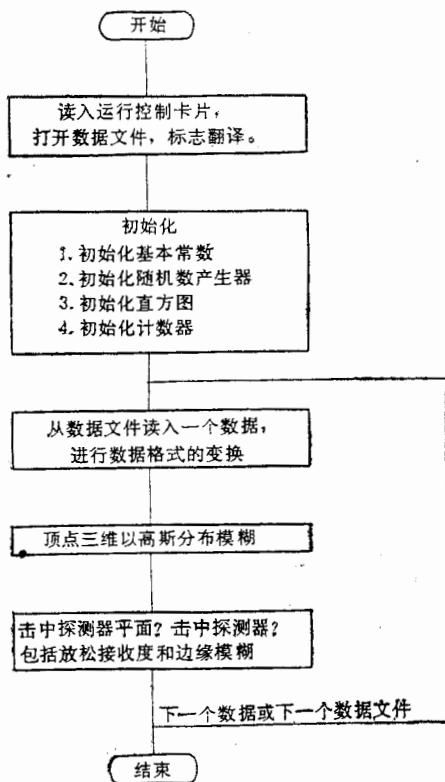 开始
读入运行控制卡片，
打开数据文件，标志翻译。
初始化
1.初始化基本常数
2.初始化随机数产生器
3.初始化直方图
4.初始化计数器
从数据文件读入一个数据，
进行数据格式的变换
顶点三维以高斯分布模糊
击中探测器平面？击中探测器？
包括放松接收度和边缘模糊
下一个数据或下一个数据文件
结束